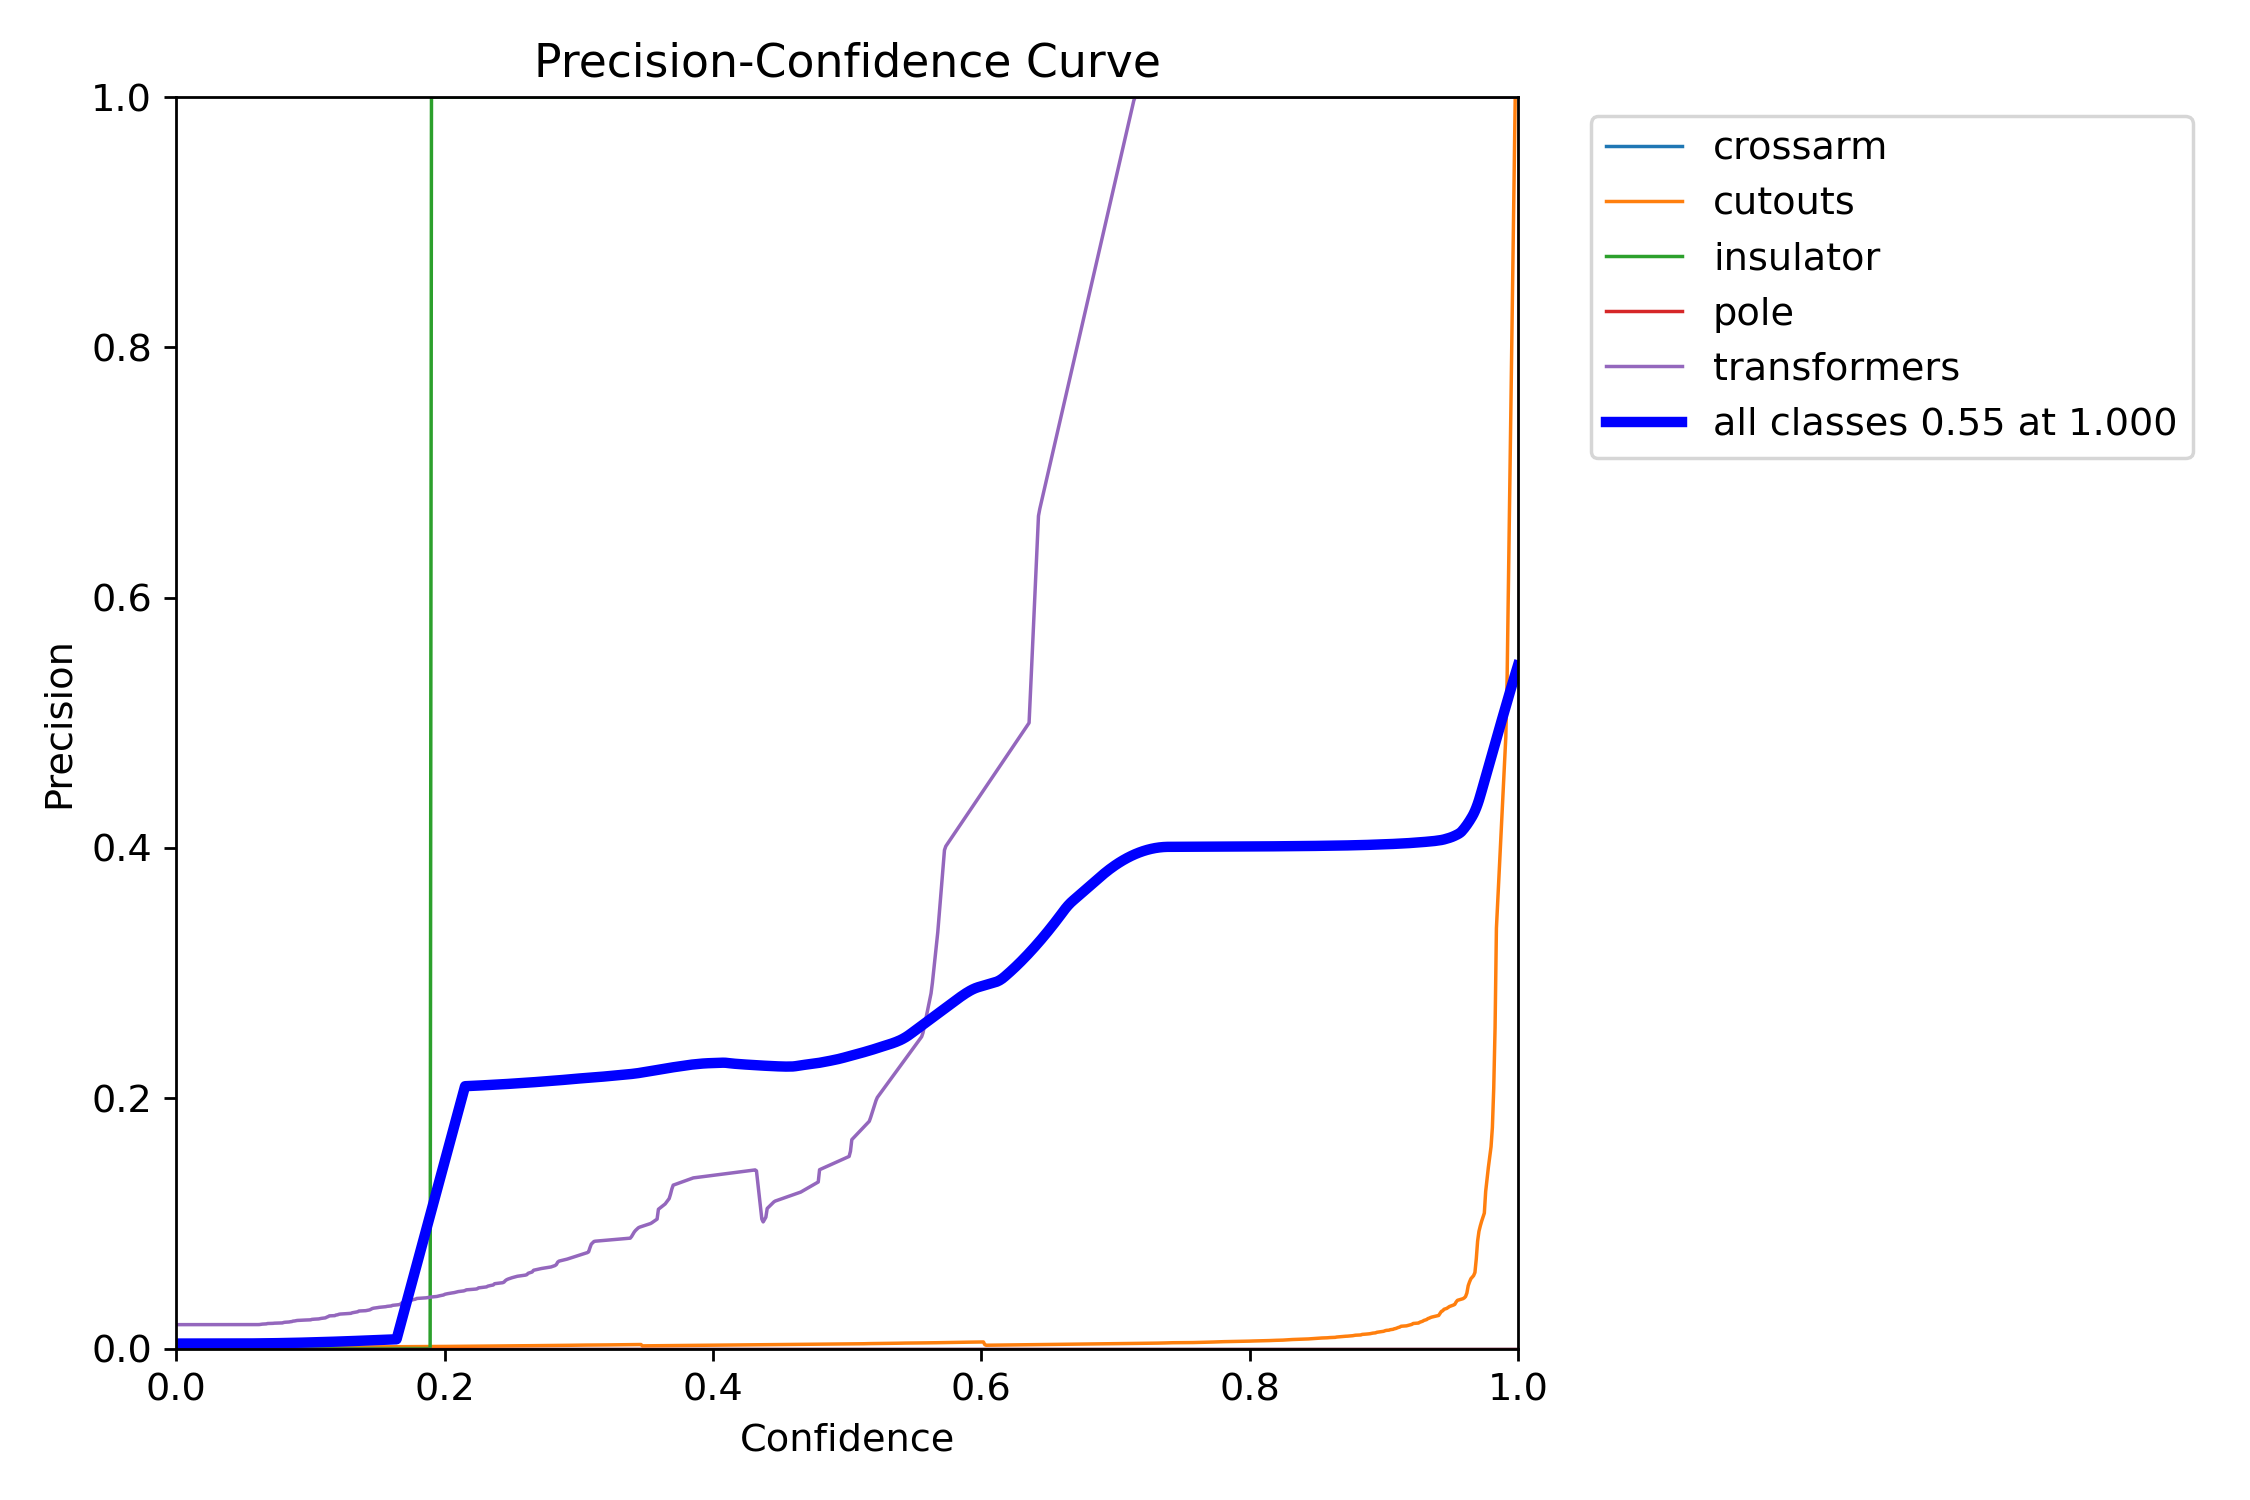 Precision-Confidence Curve
1.0
0.8
0.6
0.4
0.2
0.0
Precision
0.0 0.2 0.4 0.6 0.8 1.0
Confidence
crossarm
cutouts
insulator
pole
transformers
all classes 0.55 at 1.000